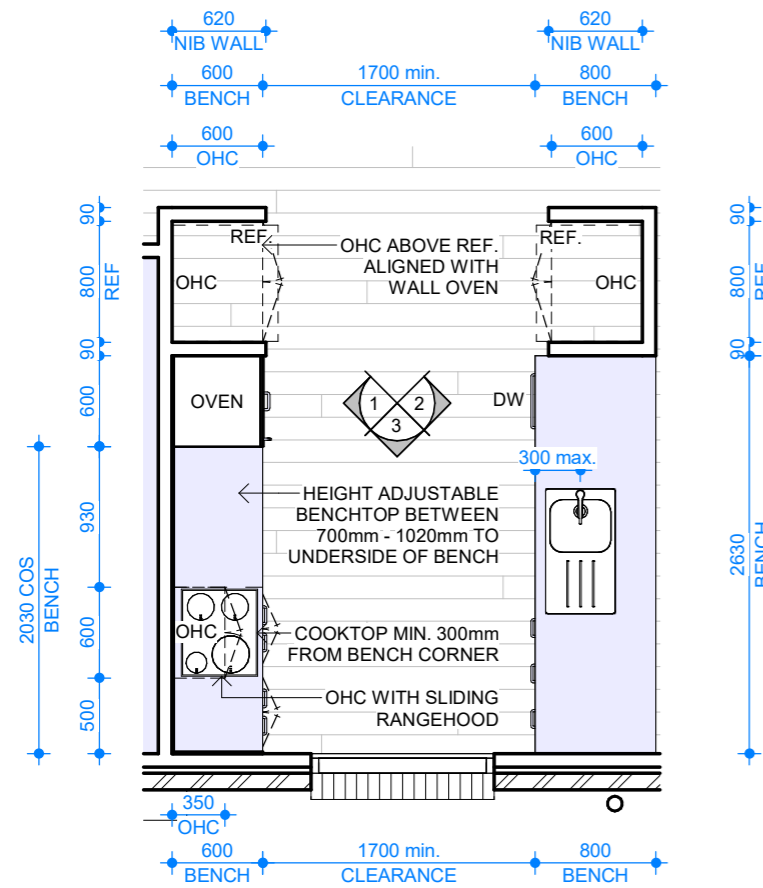 620
NIB WALL
620
NIB WALL
600
BENCH
1700 min.
CLEARANCE
800
BENCH
600
OHC
600
OHC
90
800
REF
90
600
930
600
500
2030 COS
BENCH
REF.
OHC
OHC ABOVE REF.
ALIGNED WITH
WALL OVEN
REF.
OHC
90
800
REF
90
2630
BENCH
OVEN
1
2
3
DW
300 max.
HEIGHT ADJUSTABLE
BENCHTOP BETWEEN
700mm - 1020mm TO
UNDERSIDE OF BENCH
OHC
COOKTOP MIN. 300mm
FROM BENCH CORNER
OHC WITH SLIDING
RANGEHOOD
350
OHC
600
BENCH
1700 min.
CLEARANCE
800
BENCH